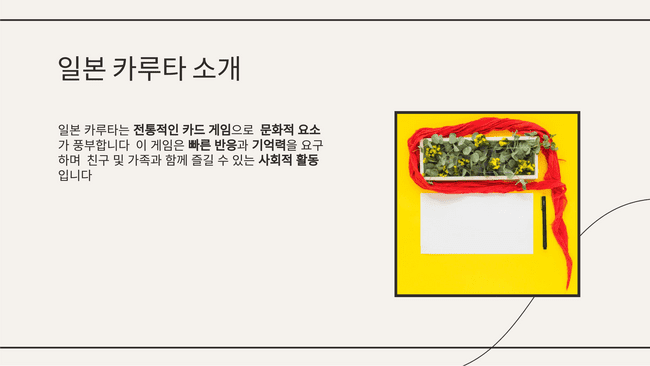 일본 카루타 소개
일본 카루타는 전통적인 카드 게임으로 문화적 요소
가 풍부합니다 이 게임은 빠른 반응과 기억력을 요구
하며 친구 및 가족과 함께 즐길 수 있는 사회적 활동
입니다